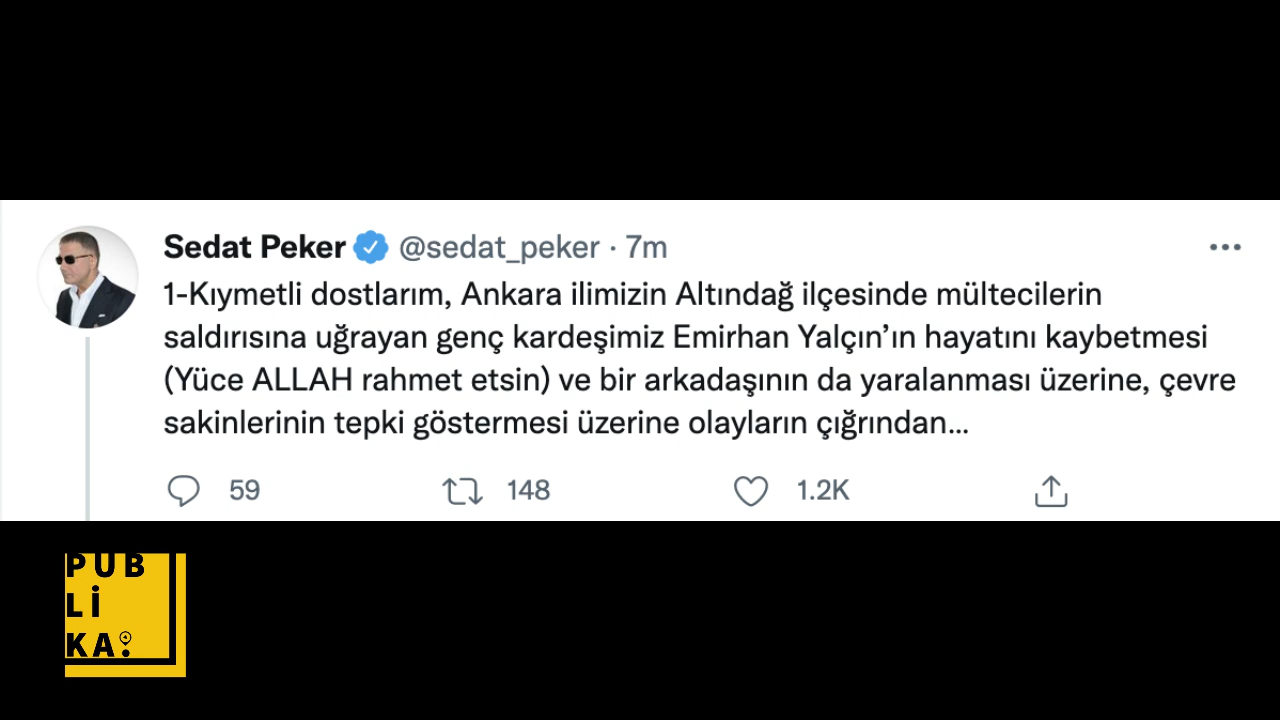 Sedat Peker @sedat_peker · 7m
1-Kıymetli dostlarım, Ankara ilimizin Altındağ ilçesinde mültecilerin
saldırısına uğrayan genç kardeşimiz Emirhan Yalçın’ın hayatını kaybetmesi
(Yüce ALLAH rahmet etsin) ve bir arkadaşının da yaralanması üzerine, çevre
sakinlerinin tepki göstermesi üzerine olayların çığrından...
59 148 1.2K
PUB
Lİ
KA